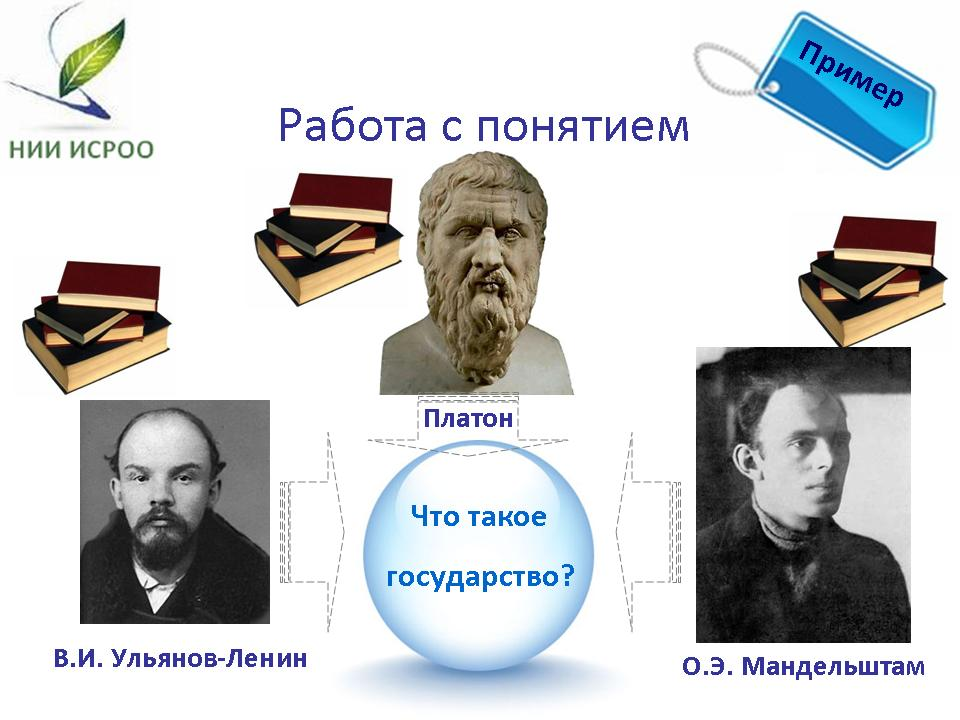 Пример
НИИ ИСРОО
Работа с понятием
Платон
Что такое
государство?
В.И. Ульянов-Ленин
О.Э. Мандельштам